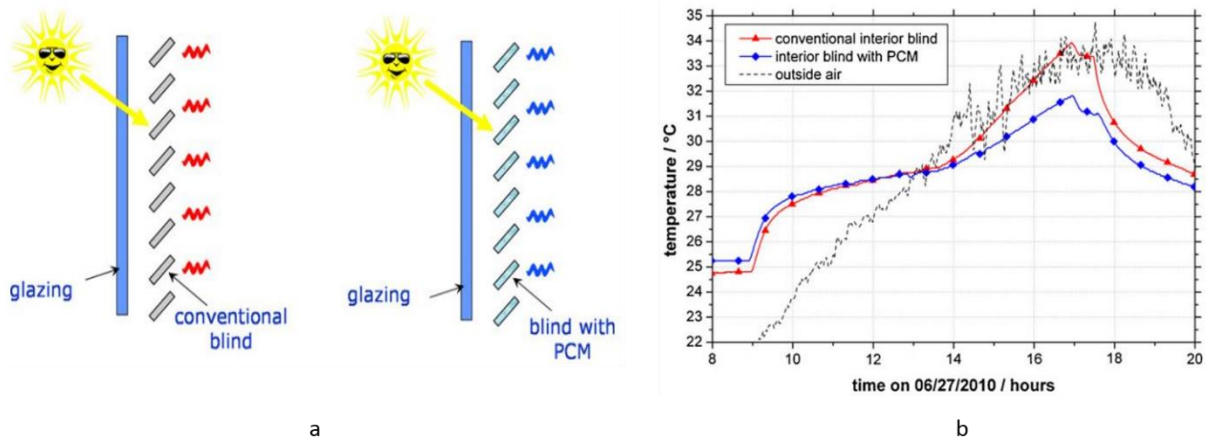 glazing
conventional
blind
glazing
blind with
PCM
conventional interior blind
interior blind with PCM
outside air
temperature / °C
35
34
33
32
31
30
29
28
27
26
25
24
23
22
8
10
12
14
16
18
20
time on 06/27/2010 / hours
a
b